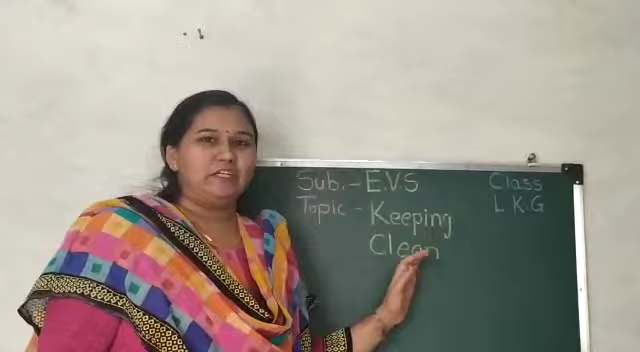 Sub. - E.V.S
Class
Topic - Keeping
L K G
Clean